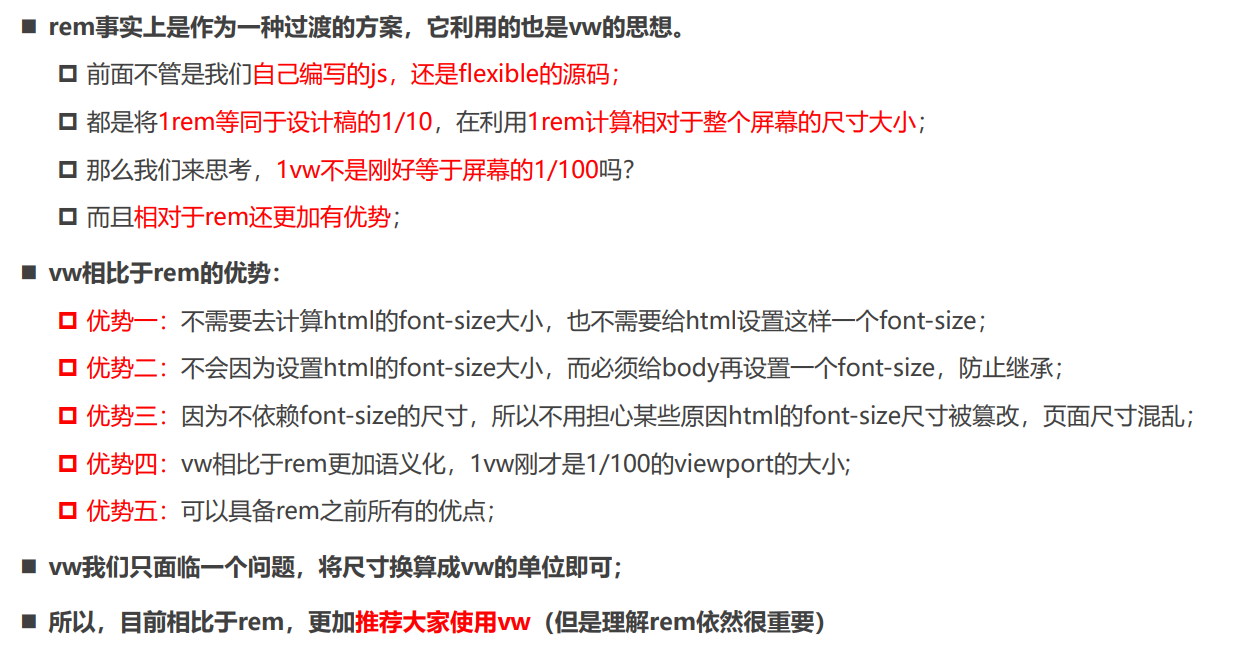 rem事实上是作为一种过渡的方案，它利用的也是vw的思想。
前面不管是我们自己编写的js，还是flexible的源码；
都是将1rem等同于设计稿的1/10，在利用1rem计算相对于整个屏幕的尺寸大小；
那么我们来思考，1vw不是刚好等于屏幕的1/100吗？
而且相对于rem还更加有优势；
vw相比于rem的优势：
优势一：不需要去计算html的font-size大小，也不需要给html设置这样一个font-size；
优势二：不会因为设置html的font-size大小，而必须给body再设置一个font-size，防止继承；
优势三：因为不依赖font-size的尺寸，所以不用担心某些原因html的font-size尺寸被篡改，页面尺寸混乱；
优势四：vw相比于rem更加语义化，1vw刚才是1/100的viewport的大小;
优势五：可以具备rem之前所有的优点；
vw我们只面临一个问题，将尺寸换算成vw的单位即可；
所以，目前相比于rem，更加推荐大家使用vw（但是理解rem依然很重要）